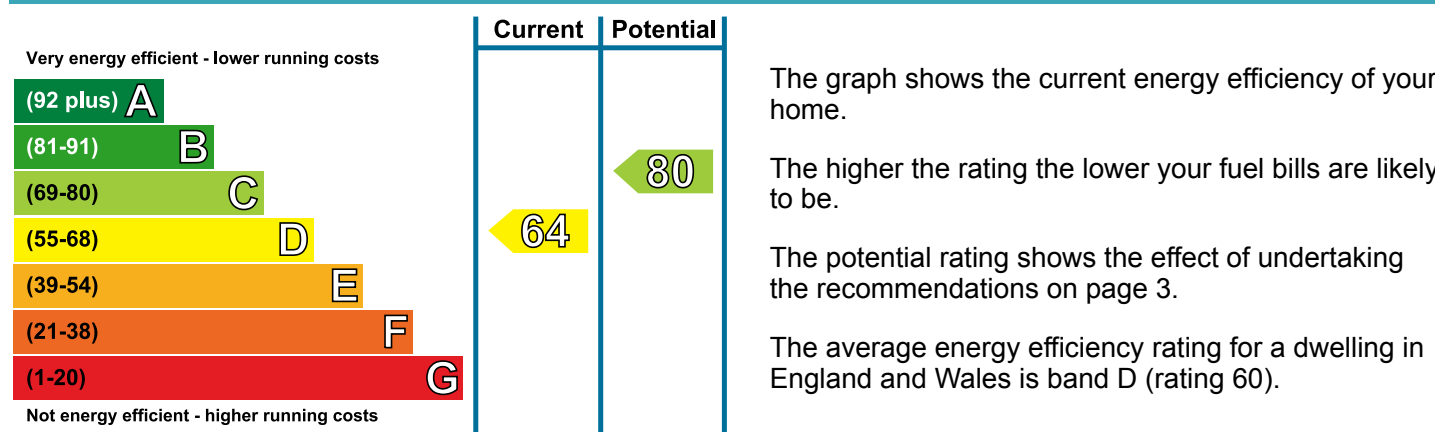 Current Potential
Very energy efficient - lower running costs
(92 plus) A
(81-91) B
(69-80) C
(55-68) D
(39-54) E
(21-38) F
(1-20) G
Not energy efficient - higher running costs
64
80
The graph shows the current energy efficiency of your
home.
The higher the rating the lower your fuel bills are likely
to be.
The potential rating shows the effect of undertaking
the recommendations on page 3.
The average energy efficiency rating for a dwelling in
England and Wales is band D (rating 60).